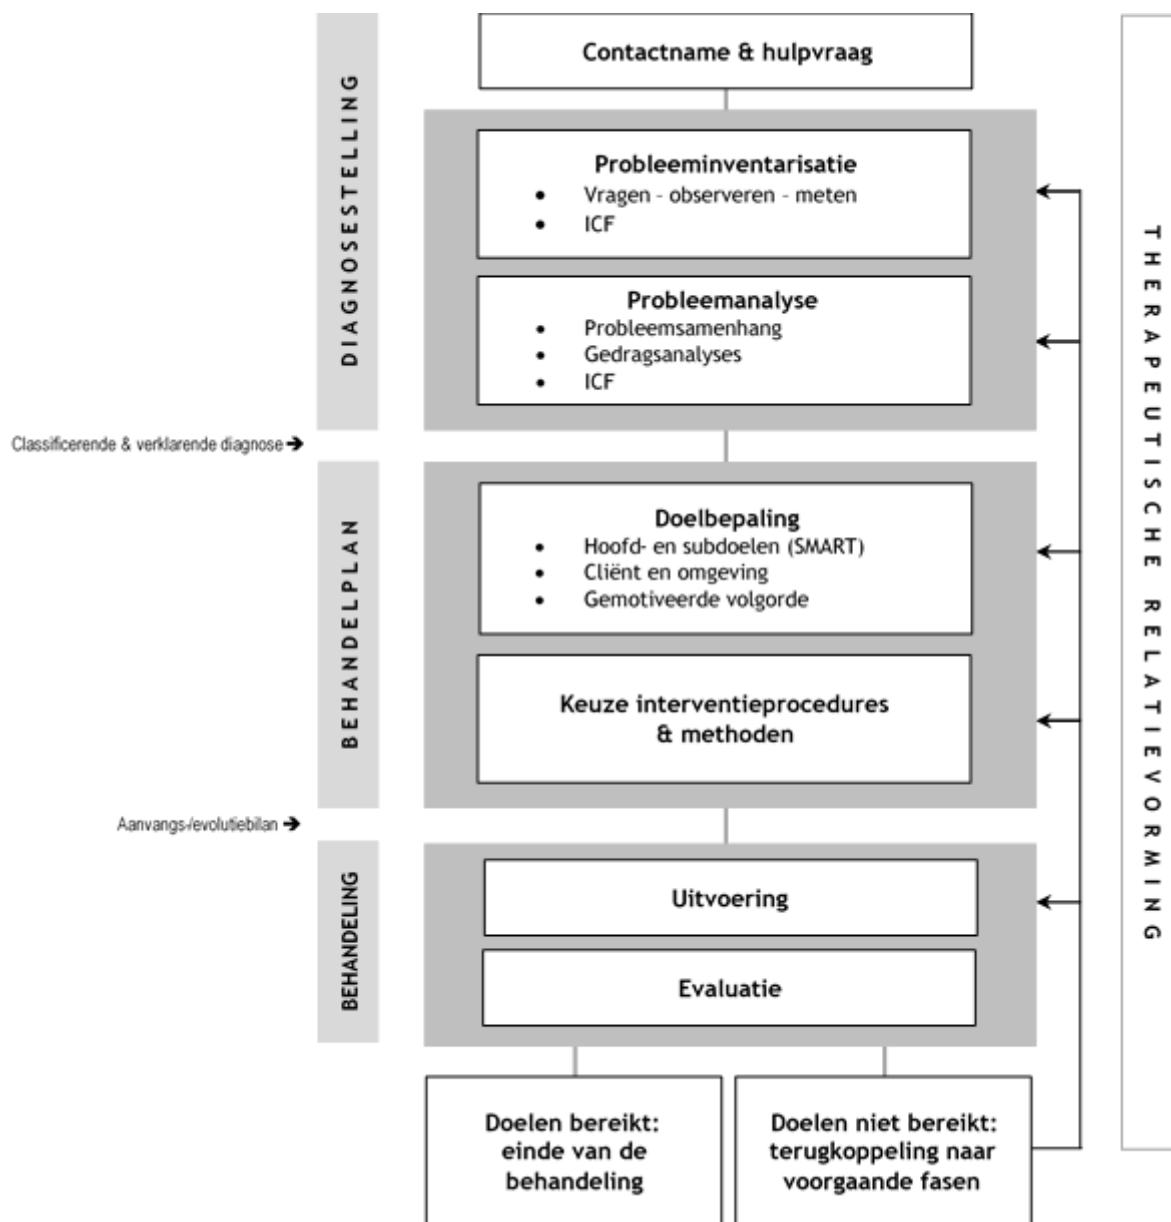 Contactname & hulpvraag
DIAGNOSESTELLING
Probleeminventarisatie
• Vragen – observeren – meten
• ICF
Probleemanalyse
• Probleemsamenhang
• Gedragsanalyses
• ICF
Classificerende & verklarende diagnose ➔
BEHANDELPLAN
Doelbepaling
• Hoofd- en subdoelen (SMART)
• Cliënt en omgeving
• Gemotiveerde volgorde
Keuze interventieprocedures
& methoden
Aanvangs-/evolutiebilan ➔
BEHANDELING
Uitvoering
Evaluatie
Doelen bereikt:
einde van de
behandeling
Doelen niet bereikt:
terugkoppeling naar
voorgaande fasen
THERAPEUTISCHE RELATIEVORMING